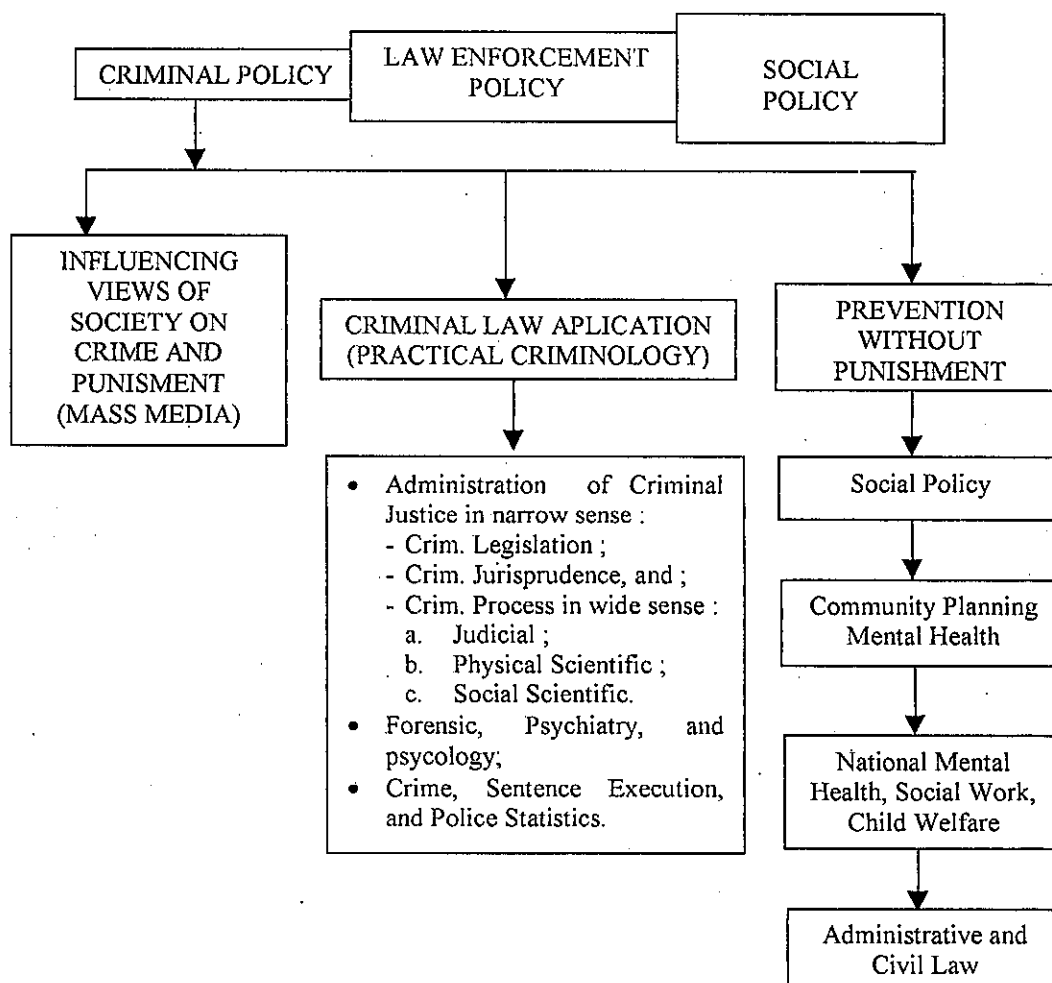 CRIMINAL POLICY
LAW ENFORCEMENT
POLICY
SOCIAL
POLICY
INFLUENCING
VIEWS OF
SOCIETY ON
CRIME AND
PUNISMENT
(MASS MEDIA)
CRIMINAL LAW APLICATION
(PRACTICAL CRIMINOLOGY)
PREVENTION
WITHOUT
PUNISHMENT
• Administration of Criminal
Justice in narrow sense :
- Crim. Legislation ;
- Crim. Jurisprudence, and ;
- Crim. Process in wide sense :
a. Judicial ;
b. Physical Scientific ;
c. Social Scientific.
• Forensic, Psychiatry, and
psycology;
• Crime, Sentence Execution,
and Police Statistics.
Social Policy
Community Planning
Mental Health
National Mental
Health, Social Work,
Child Welfare
Administrative and
Civil Law